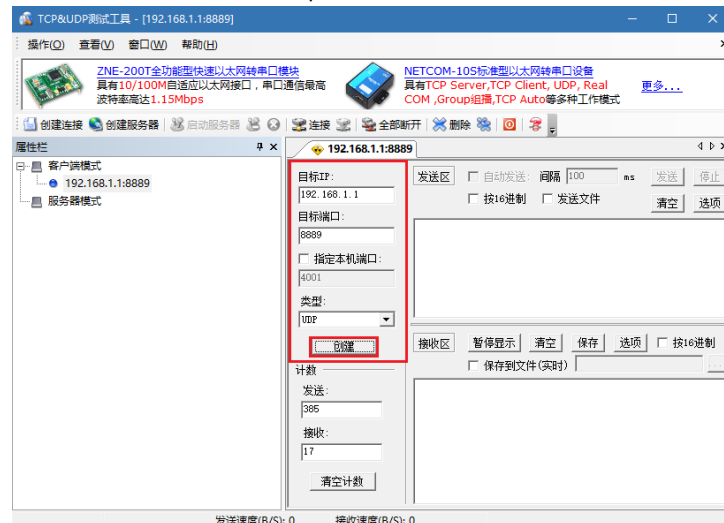 TCP&UDP测试工具 - [192.168.1.1:8889]
操作(O) 查看(V) 窗口(W) 帮助(H)
ZNE-200T全功能型快速以太网转串口模块
具有10/100M自适应以太网接口，串口通信最高
波特率高达1.15Mbps
NETCOM-10S标准型以太网转串口设备
具有TCP Server,TCP Client, UDP, Real
COM ,Group组播,TCP Auto等多种工作模式
更多...
创建连接 创建服务器 启动服务器 连接 全部断开 删除
属性栏
192.168.1.1:8889
客户端模式
192.168.1.1:8889
服务器模式
目标IP:
192.168.1.1
目标端口:
8889
指定本机端口:
4001
类型:
UDP
创建
计数
发送:
385
接收:
17
清空计数
发送区 自动发送: 间隔 100 ms 发送 停止
按16进制 发送文件 清空 选项
接收区 暂停显示 清空 保存 选项 按16进制
保存到文件(实时) ...
发送速度(B/S): 0 接收速度(B/S): 0